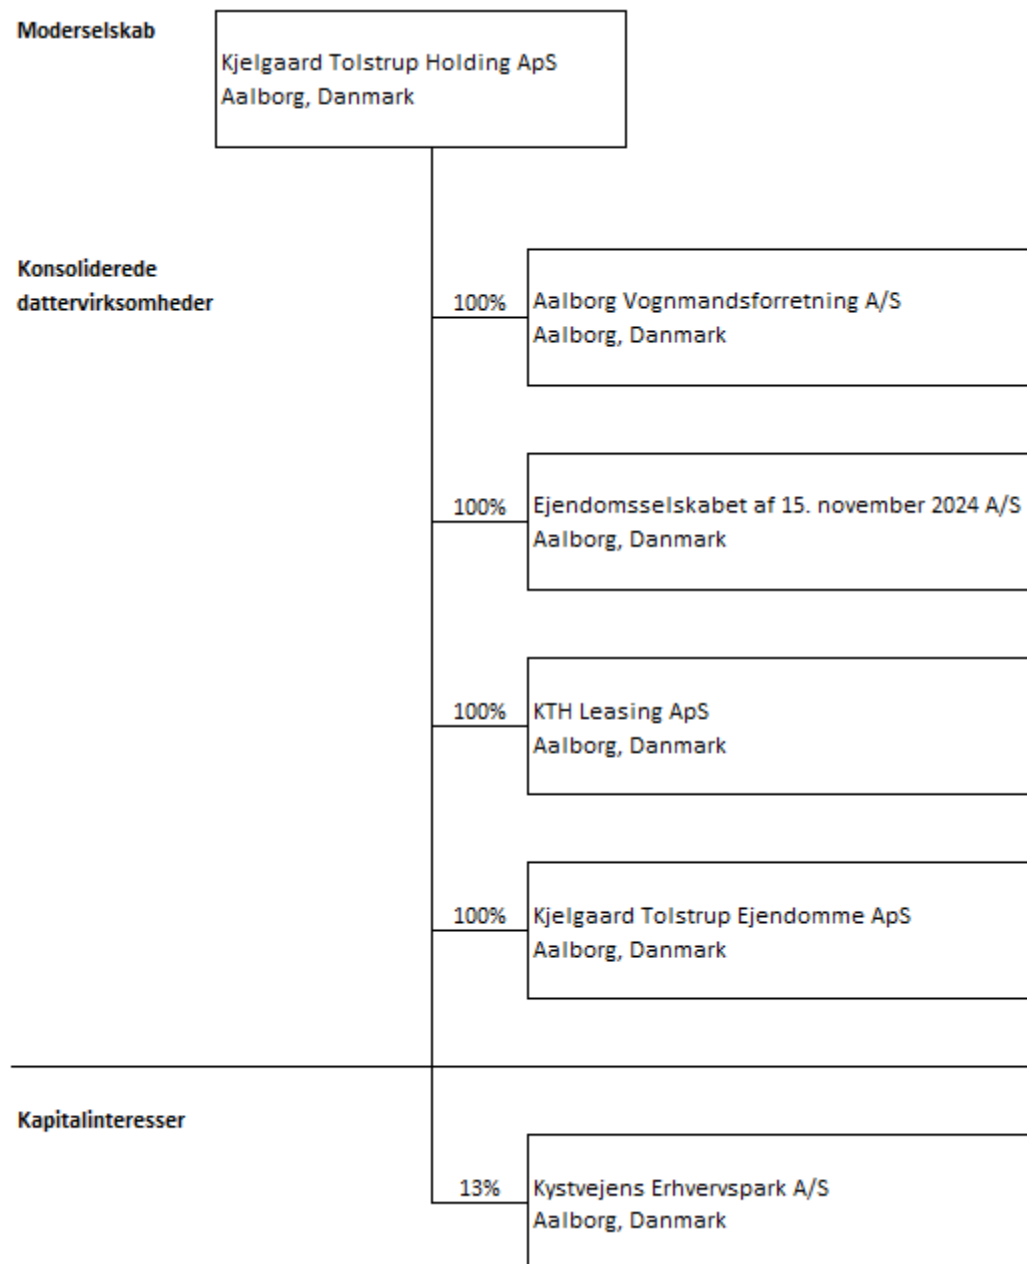 Moderselskab
Kjelgaard Tolstrup Holding ApS
Aalborg, Danmark
Konsoliderede
dattervirksomheder
100%
Aalborg Vognmandsforretning A/S
Aalborg, Danmark
100%
Ejendomsselskabet af 15. november 2024 A/S
Aalborg, Danmark
100%
KTH Leasing ApS
Aalborg, Danmark
100%
Kjelgaard Tolstrup Ejendomme ApS
Aalborg, Danmark
Kapitalinteresser
13%
Kystvejens Erhvervspark A/S
Aalborg, Danmark